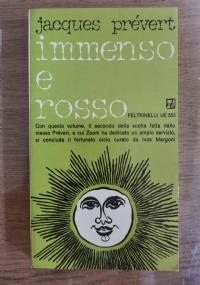 jacques prévert
immenso
e
rosso
FELTRINELLI UE 553
Con questo volume, il secondo della scelta fatta dallo
stesso Prévert, a cui Zoom ha dedicato un ampio servizio,
si conclude il fortunato ciclo curato da Ivos Margoni